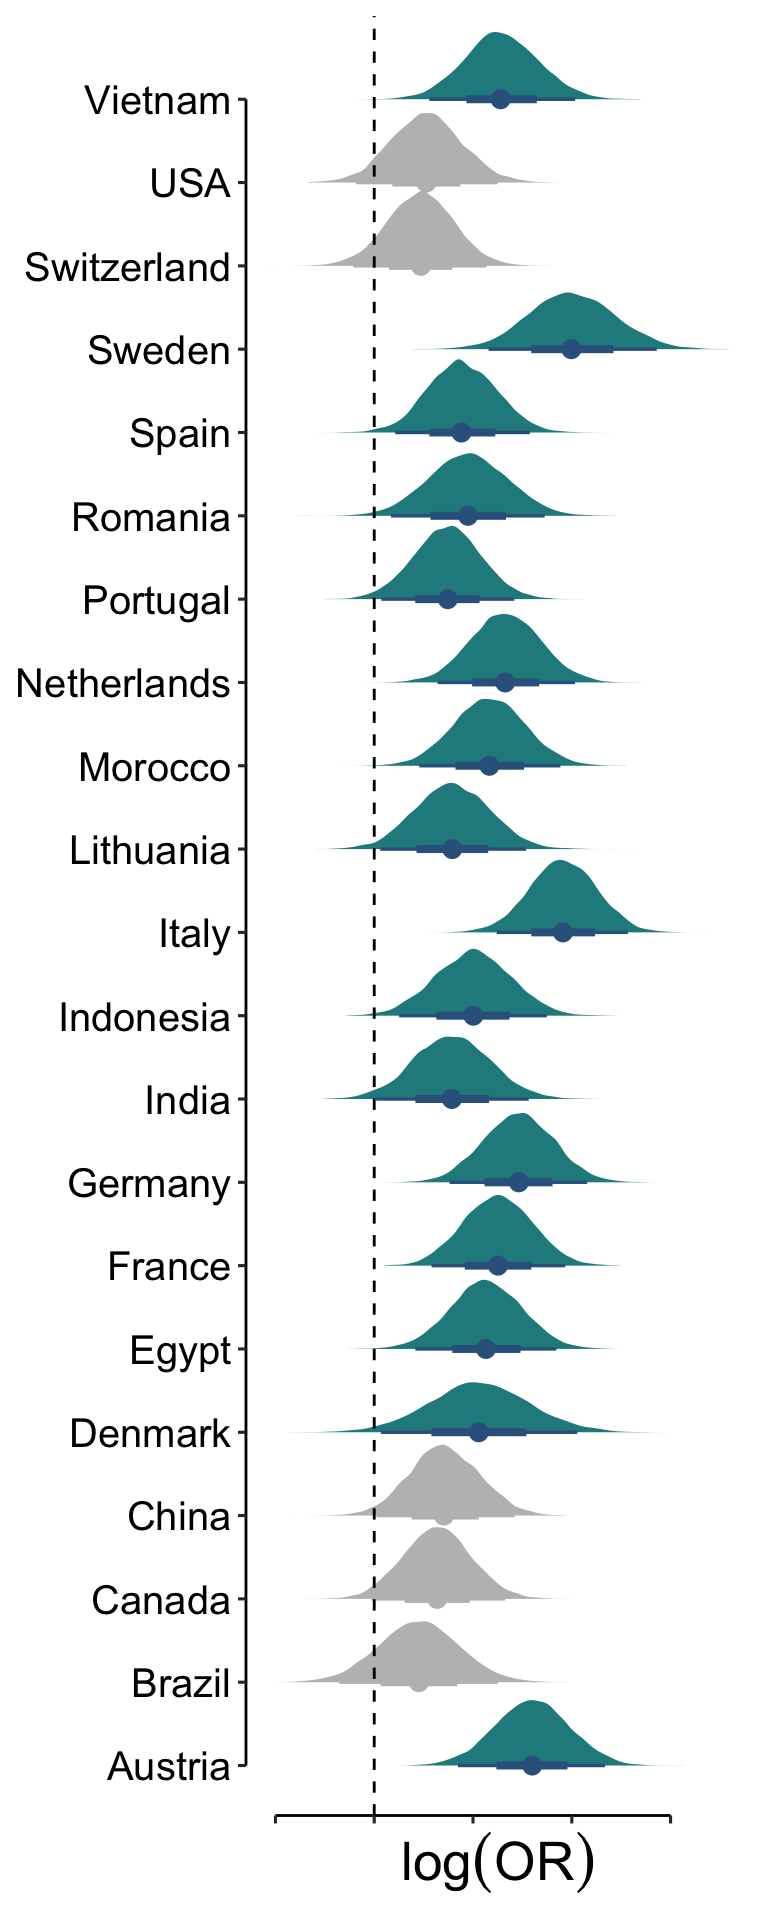 Vietnam
USA
Switzerland
Sweden
Spain
Romania
Portugal
Netherlands
Morocco
Lithuania
Italy
Indonesia
India
Germany
France
Egypt
Denmark
China
Canada
Brazil
Austria
log(OR)